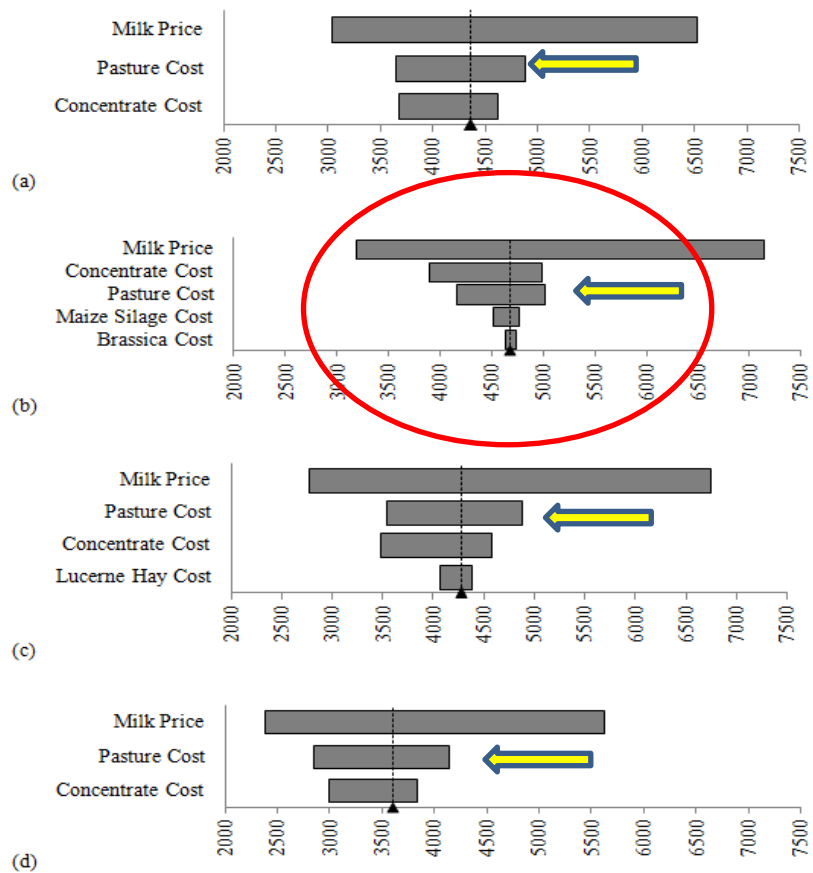 Milk Price
Pasture Cost
Concentrate Cost
2000 2500 3000 3500 4000 4500 5000 5500 6000 6500 7000 7500
(a)
Milk Price
Concentrate Cost
Pasture Cost
Maize Silage Cost
Brassica Cost
2000 2500 3000 3500 4000 4500 5000 5500 6000 6500 7000 7500
(b)
Milk Price
Pasture Cost
Concentrate Cost
Lucerne Hay Cost
2000 2500 3000 3500 4000 4500 5000 5500 6000 6500 7000 7500
(c)
Milk Price
Pasture Cost
Concentrate Cost
2000 2500 3000 3500 4000 4500 5000 5500 6000 6500 7000 7500
(d)